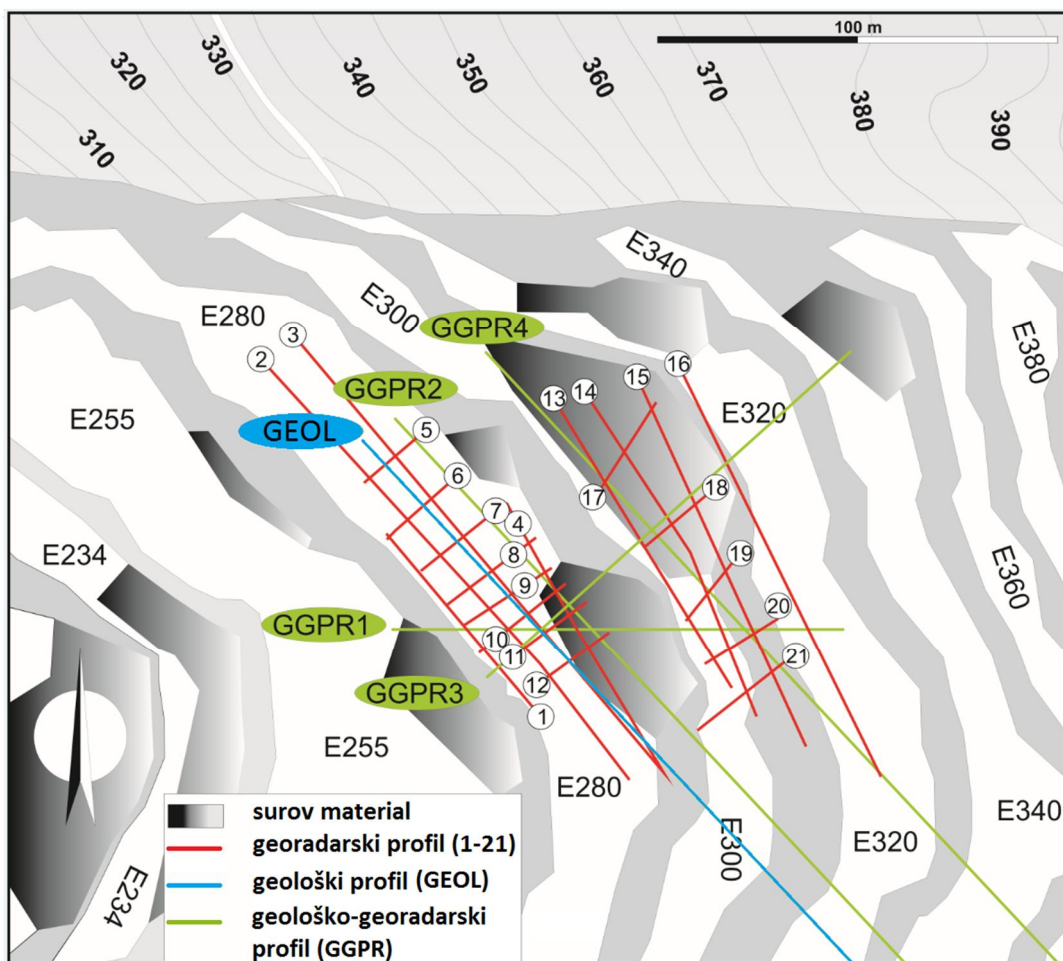 100 m
310
320
330
340
350
360
370
380
390
E340
E300
GGPR4
E280
3
2
GGPR2
16
15
14
13
E380
E320
E255
GEOL
5
6
17
18
7
4
8
19
9
E234
E360
20
GGPR1
10
11
21
GGPR3
12
1
E255
E280
E340
E300
E320
E234
surov material
georadarski profil (1-21)
geološki profil (GEOL)
geološko-georadarski
profil (GGPR)